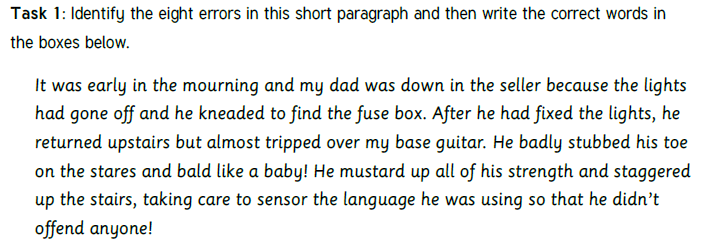 Task 1: Identify the eight errors in this short paragraph and then write the correct words in
the boxes below.
It was early in the mourning and my dad was down in the seller because the lights
had gone off and he kneaded to find the fuse box. After he had fixed the lights, he
returned upstairs but almost tripped over my base guitar. He badly stubbed his toe
on the stares and bald like a baby! He mustard up all of his strength and staggered
up the stairs, taking care to sensor the language he was using so that he didn't
offend anyone!